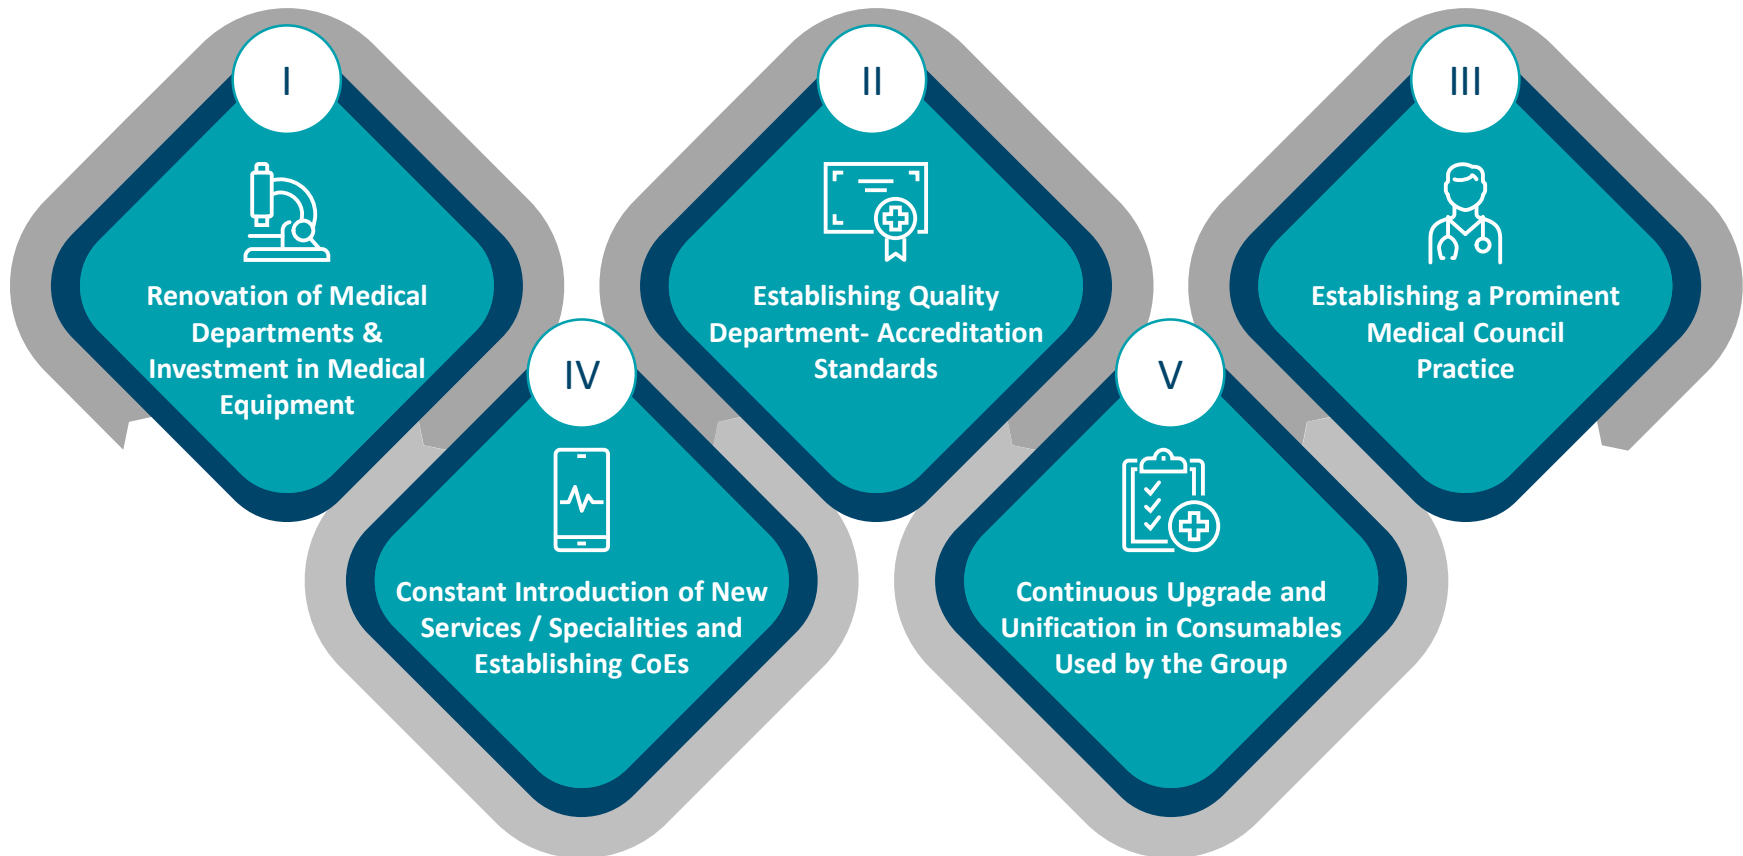 I
Renovation of Medical
Departments &
Investment in Medical
Equipment
II
Establishing Quality
Department- Accreditation
Standards
III
Establishing a Prominent
Medical Council
Practice
IV
Constant Introduction of New
Services / Specialities and
Establishing CoEs
V
Continuous Upgrade and
Unification in Consumables
Used by the Group